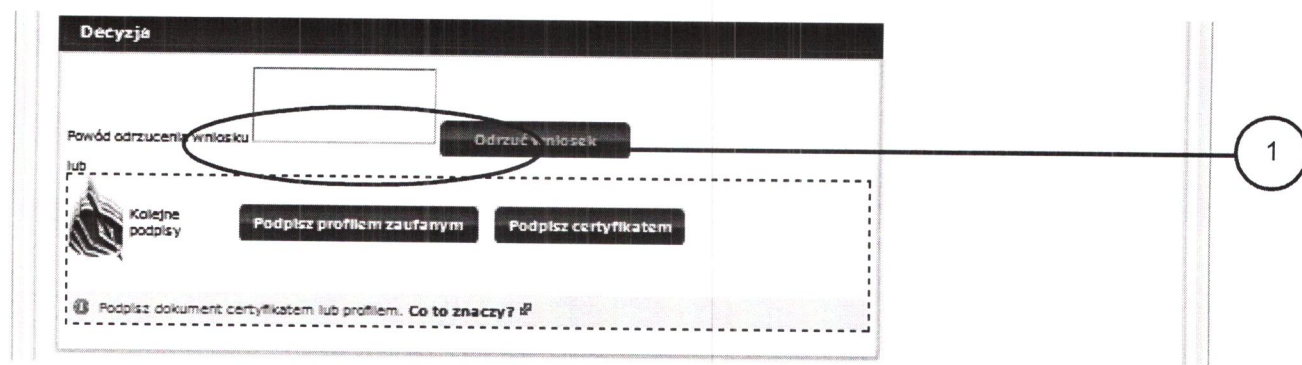 Decyzja
Powód odrzucenia wniosku
Odrzuć wniosek
1
lub
Kolejne
podpisy
Podpisz profilem zaufanym
Podpisz certyfikatem
Podpisz dokument certyfikatem lub profilem. Co to znaczy?